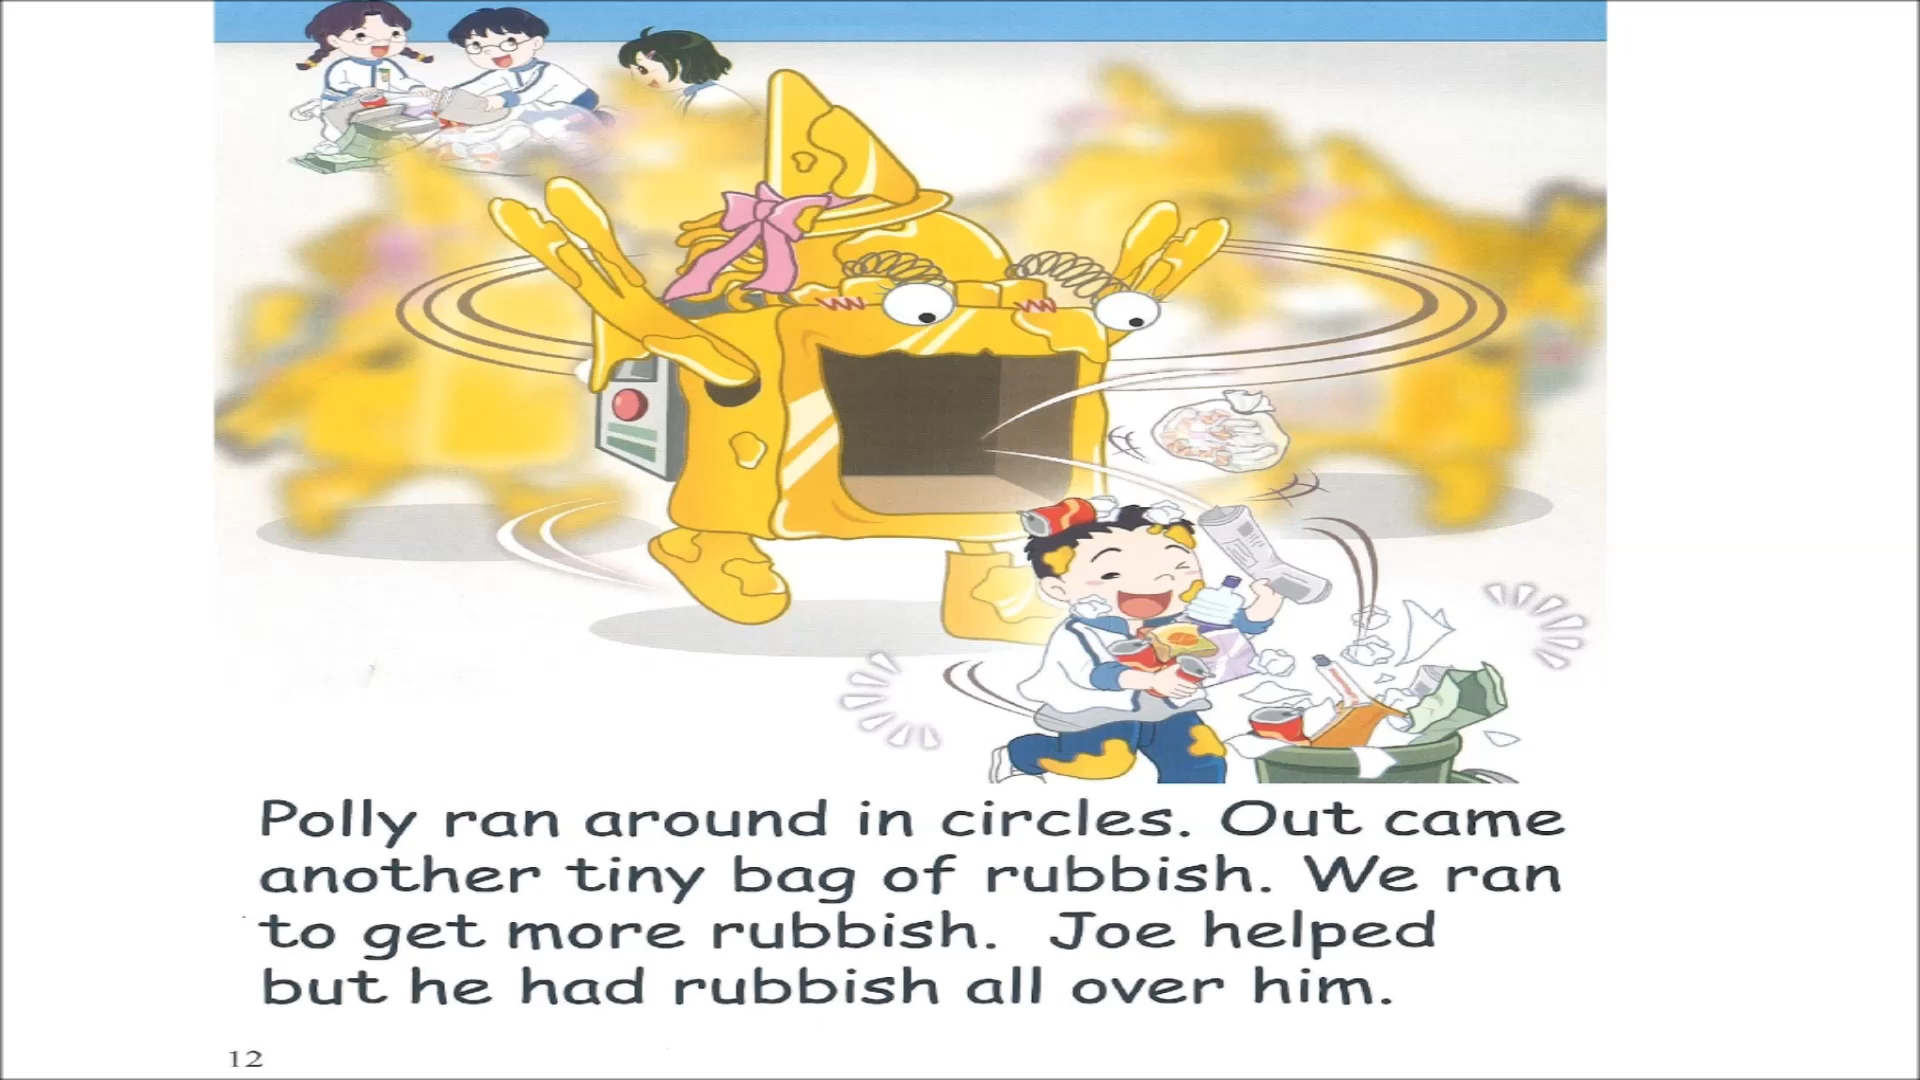 Polly ran around in circles. Out came
another tiny bag of rubbish. We ran
to get more rubbish. Joe helped
but he had rubbish all over him.
12